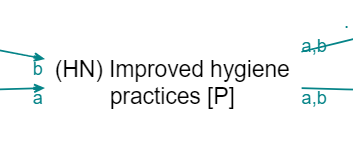 a,b
b (HN) Improved hygiene
a practices [P] a,b